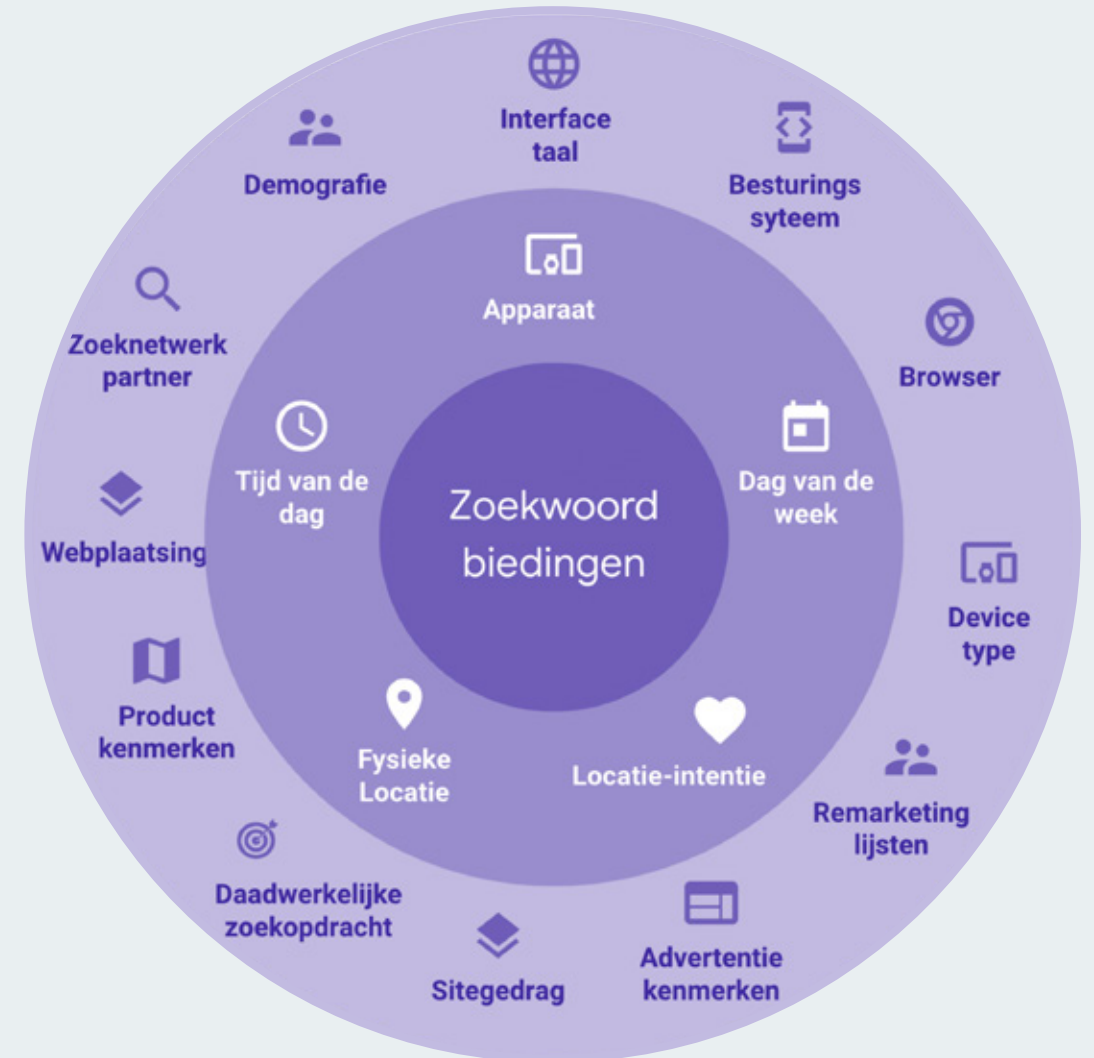 Interface
taal
Demografie
Besturings
syteem
Apparaat
Zoeknetwerk
partner
Browser
Tijd van de
dag
Dag van de
week
Zoekwoord
biedingen
Webplaatsing
Device
type
Product
kenmerken
Fysieke
Locatie
Locatie-intentie
Remarketing
lijsten
Daadwerkelijke
zoekopdracht
Sitegedrag
Advertentie
kenmerken